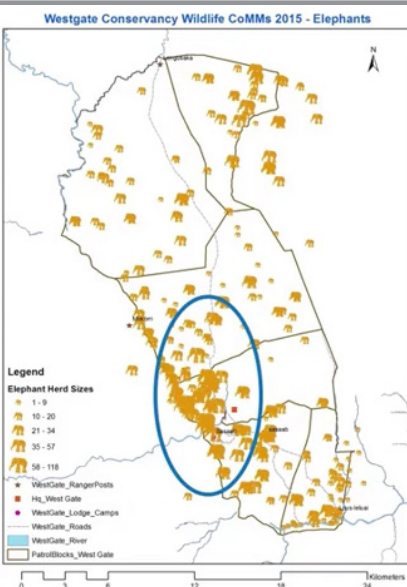 Westgate Conservancy Wildlife CoMMs 2015 - Elephants
N
Legend
Elephant Herd Sizes
1 - 9
10 - 20
21 - 34
35 - 57
58 - 118
WestGate_RangerPosts
Hq_West Gate
WestGate_Lodge_Camps
WestGate_Roads
WestGate_River
PatrolBlocks_West Gate
Kilometers
0 3 6 12 18 24